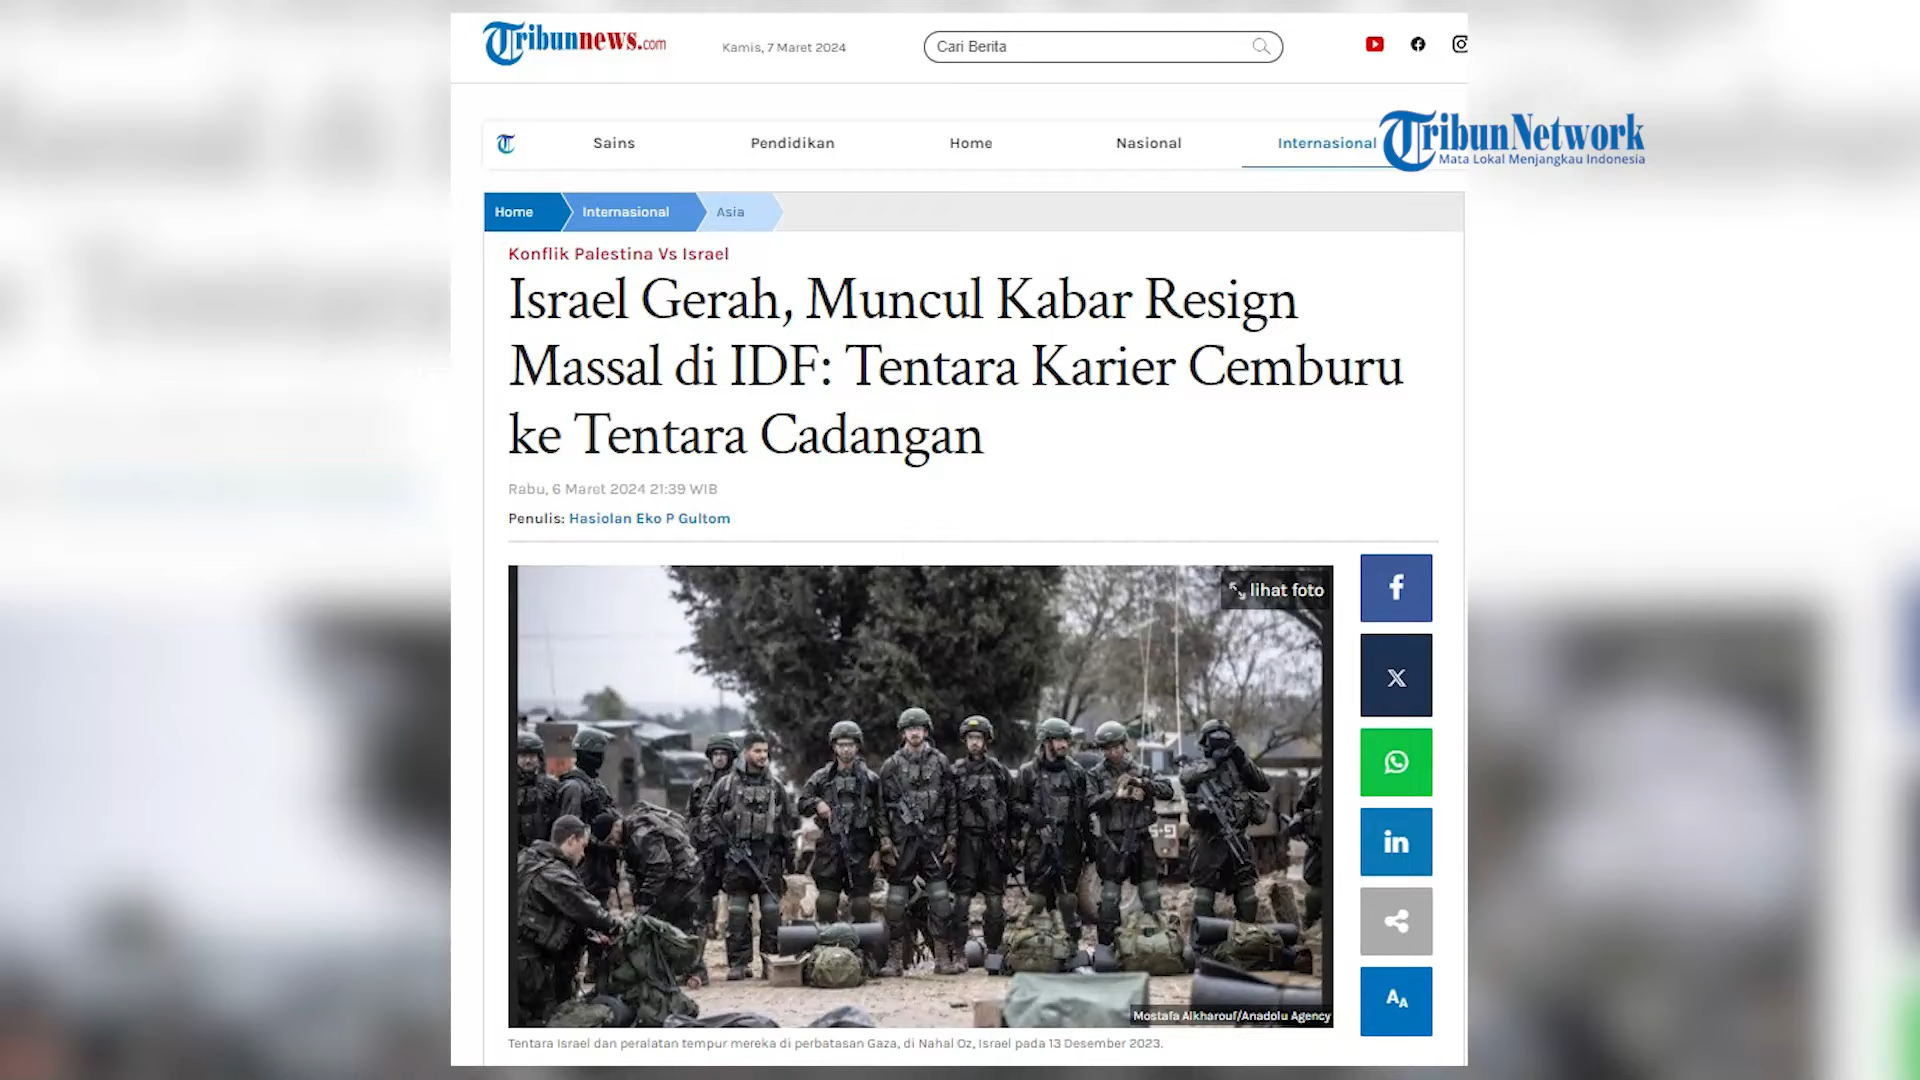 Tribunnews.com
Kamis, 7 Maret 2024
Cari Berita
TribunNetwork
Mata Lokal Menjangkau Indonesia
T
Sains
Pendidikan
Home
Nasional
Internasional
Home
Internasional
Asia
Konflik Palestina Vs Israel
Israel Gerah, Muncul Kabar Resign
Massal di IDF: Tentara Karier Cemburu
ke Tentara Cadangan
Rabu, 6 Maret 2024 21:39 WIB
Penulis: Hasiolan Eko P Gultom
lihat foto
Mostafa Alkharouf/Anadolu Agency
Tentara Israel dan peralatan tempur mereka di perbatasan Gaza, di Nahal Oz, Israel pada 13 Desember 2023.